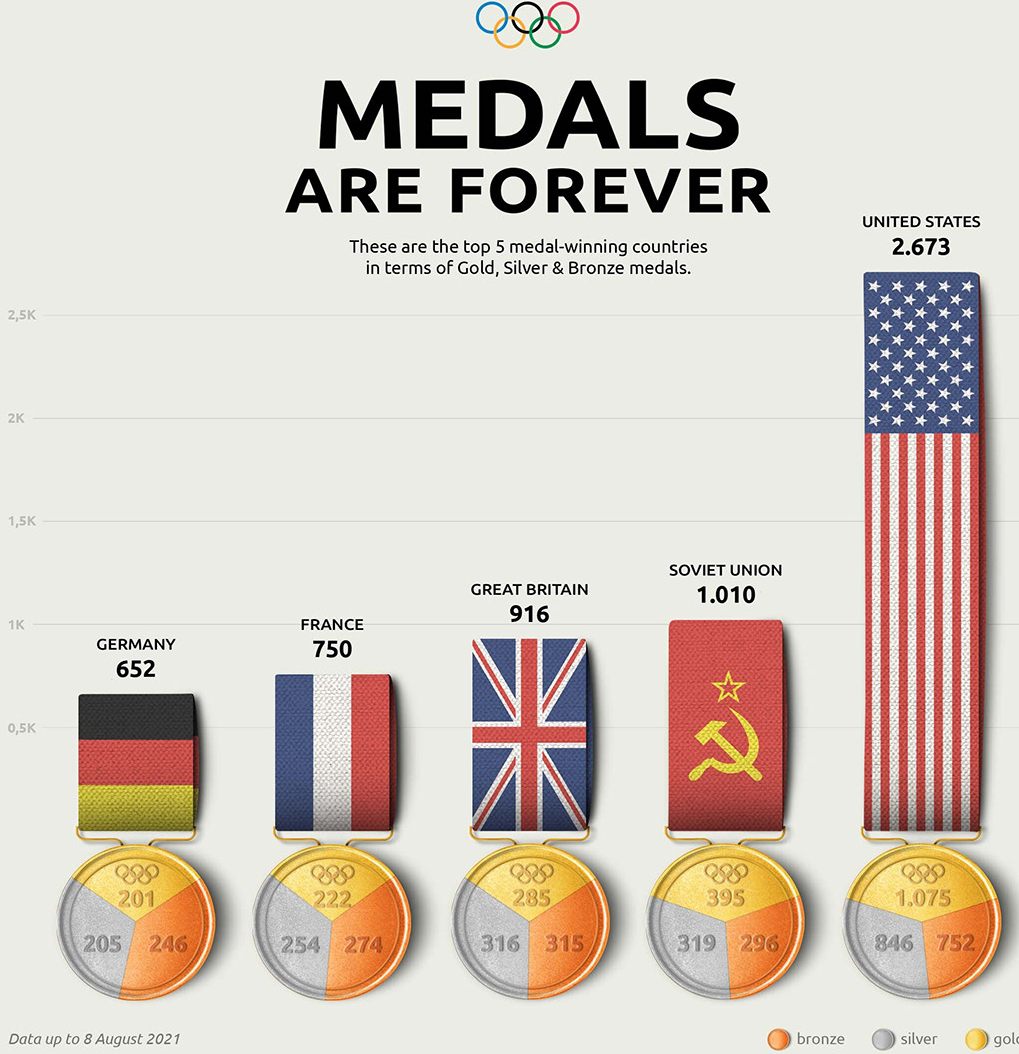 MEDALS
ARE FOREVER
These are the top 5 medal-winning countries
in terms of Gold, Silver & Bronze medals.
UNITED STATES
2.673
2,5K
2K
1,5K
SOVIET UNION
1.010
GREAT BRITAIN
916
1K
FRANCE
750
GERMANY
652
0,5K
201
205 246
222
254 274
285
316 315
395
319 296
1.075
846 752
Data up to 8 August 2021
bronze silver gol